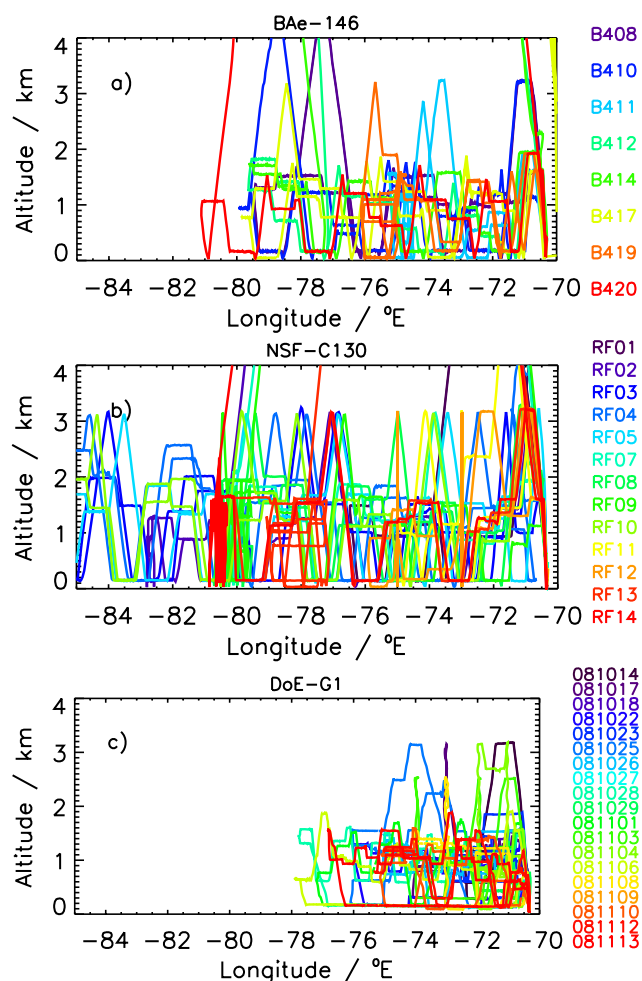 BAe-146
a)
4
3
2
1
0
Altitude / km
-84 -82 -80 -78 -76 -74 -72 -70
Longitude / °E
B408
B410
B411
B412
B414
B417
B419
B420
NSF-C130
b)
4
3
2
1
0
Altitude / km
-84 -82 -80 -78 -76 -74 -72 -70
Longitude / °E
RF01
RF02
RF03
RF04
RF05
RF07
RF08
RF09
RF10
RF11
RF12
RF13
RF14
DoE-G1
c)
4
3
2
1
0
Altitude / km
-84 -82 -80 -78 -76 -74 -72 -70
Longitude / °E
081014
081017
081018
081022
081023
081025
081026
081027
081028
081029
081101
081103
081104
081106
081108
081109
081110
081112
081113